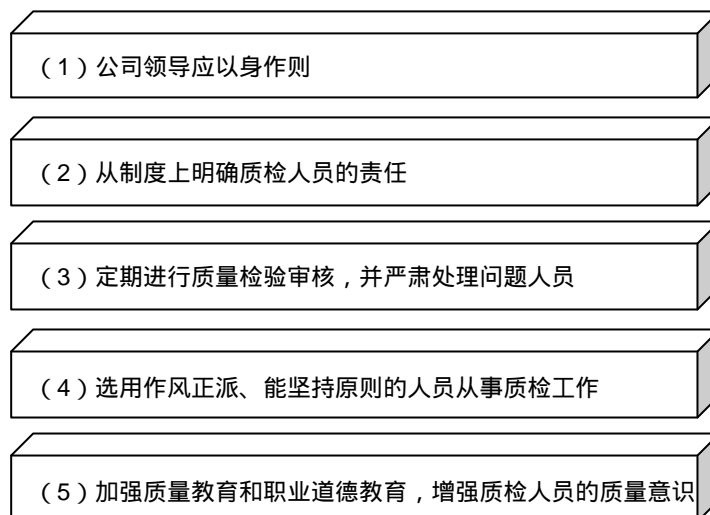 （1）公司领导应以身作则
（2）从制度上明确质检人员的责任
（3）定期进行质量检验审核，并严肃处理问题人员
（4）选用作风正派、能坚持原则的人员从事质检工作
（5）加强质量教育和职业道德教育，增强质检人员的质量意识